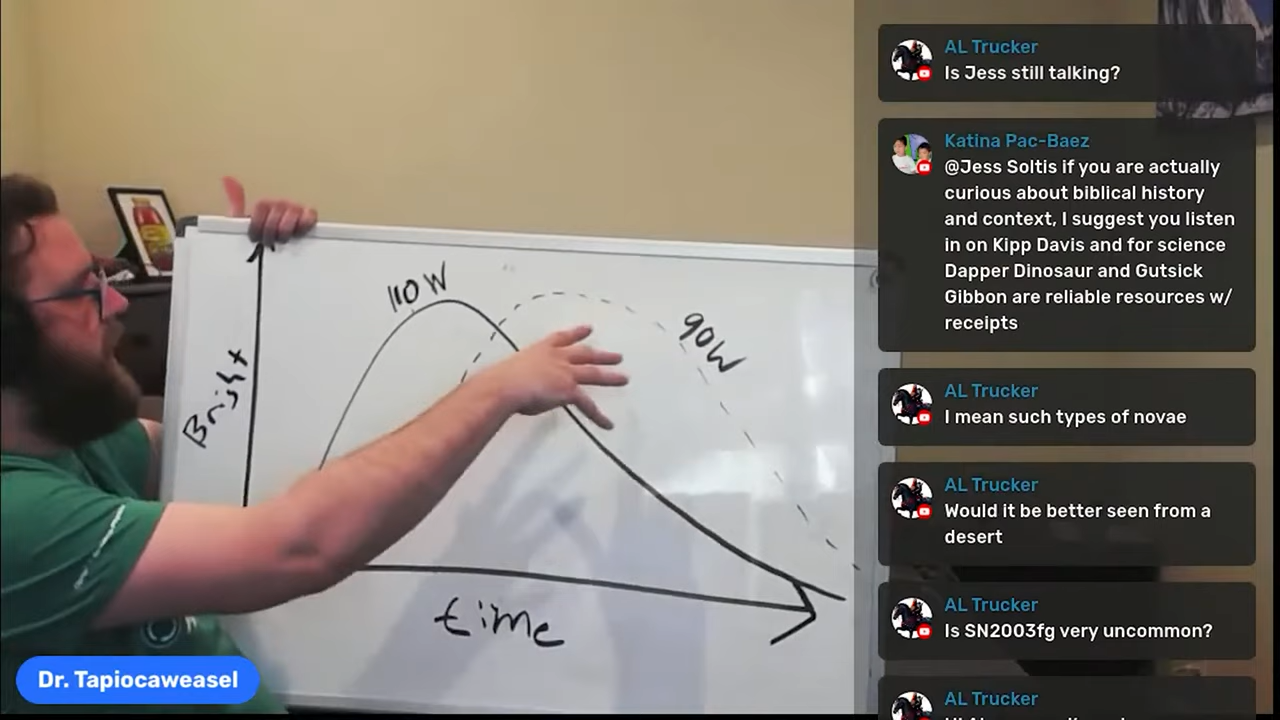 110W
90W
Bright
time
Dr. Tapiocaweasel
AL Trucker
Is Jess still talking?
Katina Pac-Baez
@Jess Soltis if you are actually
curious about biblical history
and context, I suggest you listen
in on Kipp Davis and for science
Dapper Dinosaur and Gutsick
Gibbon are reliable resources w/
receipts
AL Trucker
I mean such types of novae
AL Trucker
Would it be better seen from a
desert
AL Trucker
Is SN2003fg very uncommon?
AL Trucker